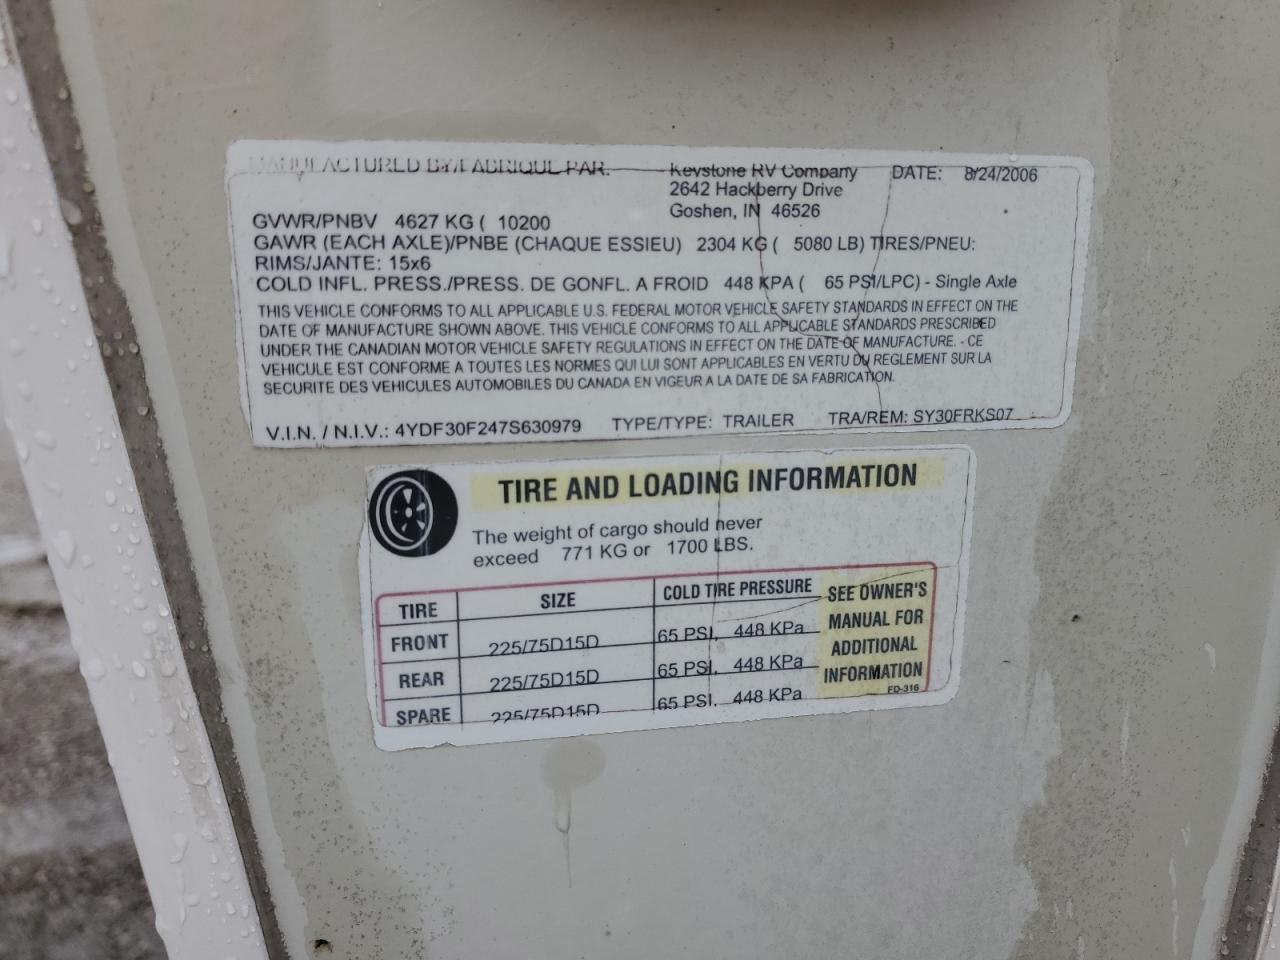 MANUFACTURED BY/FABRIQUE PAR: Keystone RV Company DATE: 8/24/2006
2642 Hackberry Drive
Goshen, IN 46526
GVWR/PNBV 4627 KG ( 10200
GAWR (EACH AXLE)/PNBE (CHAQUE ESSIEU) 2304 KG ( 5080 LB) TIRES/PNEU:
RIMS/JANTE: 15x6
COLD INFL. PRESS./PRESS. DE GONFL. A FROID 448 KPA ( 65 PSI/LPC) - Single Axle
THIS VEHICLE CONFORMS TO ALL APPLICABLE U.S. FEDERAL MOTOR VEHICLE SAFETY STANDARDS IN EFFECT ON THE
DATE OF MANUFACTURE SHOWN ABOVE. THIS VEHICLE CONFORMS TO ALL APPLICABLE STANDARDS PRESCRIBED
UNDER THE CANADIAN MOTOR VEHICLE SAFETY REGULATIONS IN EFFECT ON THE DATE OF MANUFACTURE. - CE
VEHICULE EST CONFORME A TOUTES LES NORMES QUI LUI SONT APPLICABLES EN VERTU DU REGLEMENT SUR LA
SECURITE DES VEHICULES AUTOMOBILES DU CANADA EN VIGEUR A LA DATE DE SA FABRICATION.
V.I.N. / N.I.V.: 4YDF30F247S630979 TYPE/TYPE: TRAILER TRA/REM: SY30FRKS07
TIRE AND LOADING INFORMATION
The weight of cargo should never
exceed 771 KG or 1700 LBS.
TIRE SIZE COLD TIRE PRESSURE
FRONT 225/75D15D 65 PSI, 448 KPa
REAR 225/75D15D 65 PSI, 448 KPa
SPARE 225/75D15D 65 PSI, 448 KPa
SEE OWNER'S
MANUAL FOR
ADDITIONAL
INFORMATION
FD-316